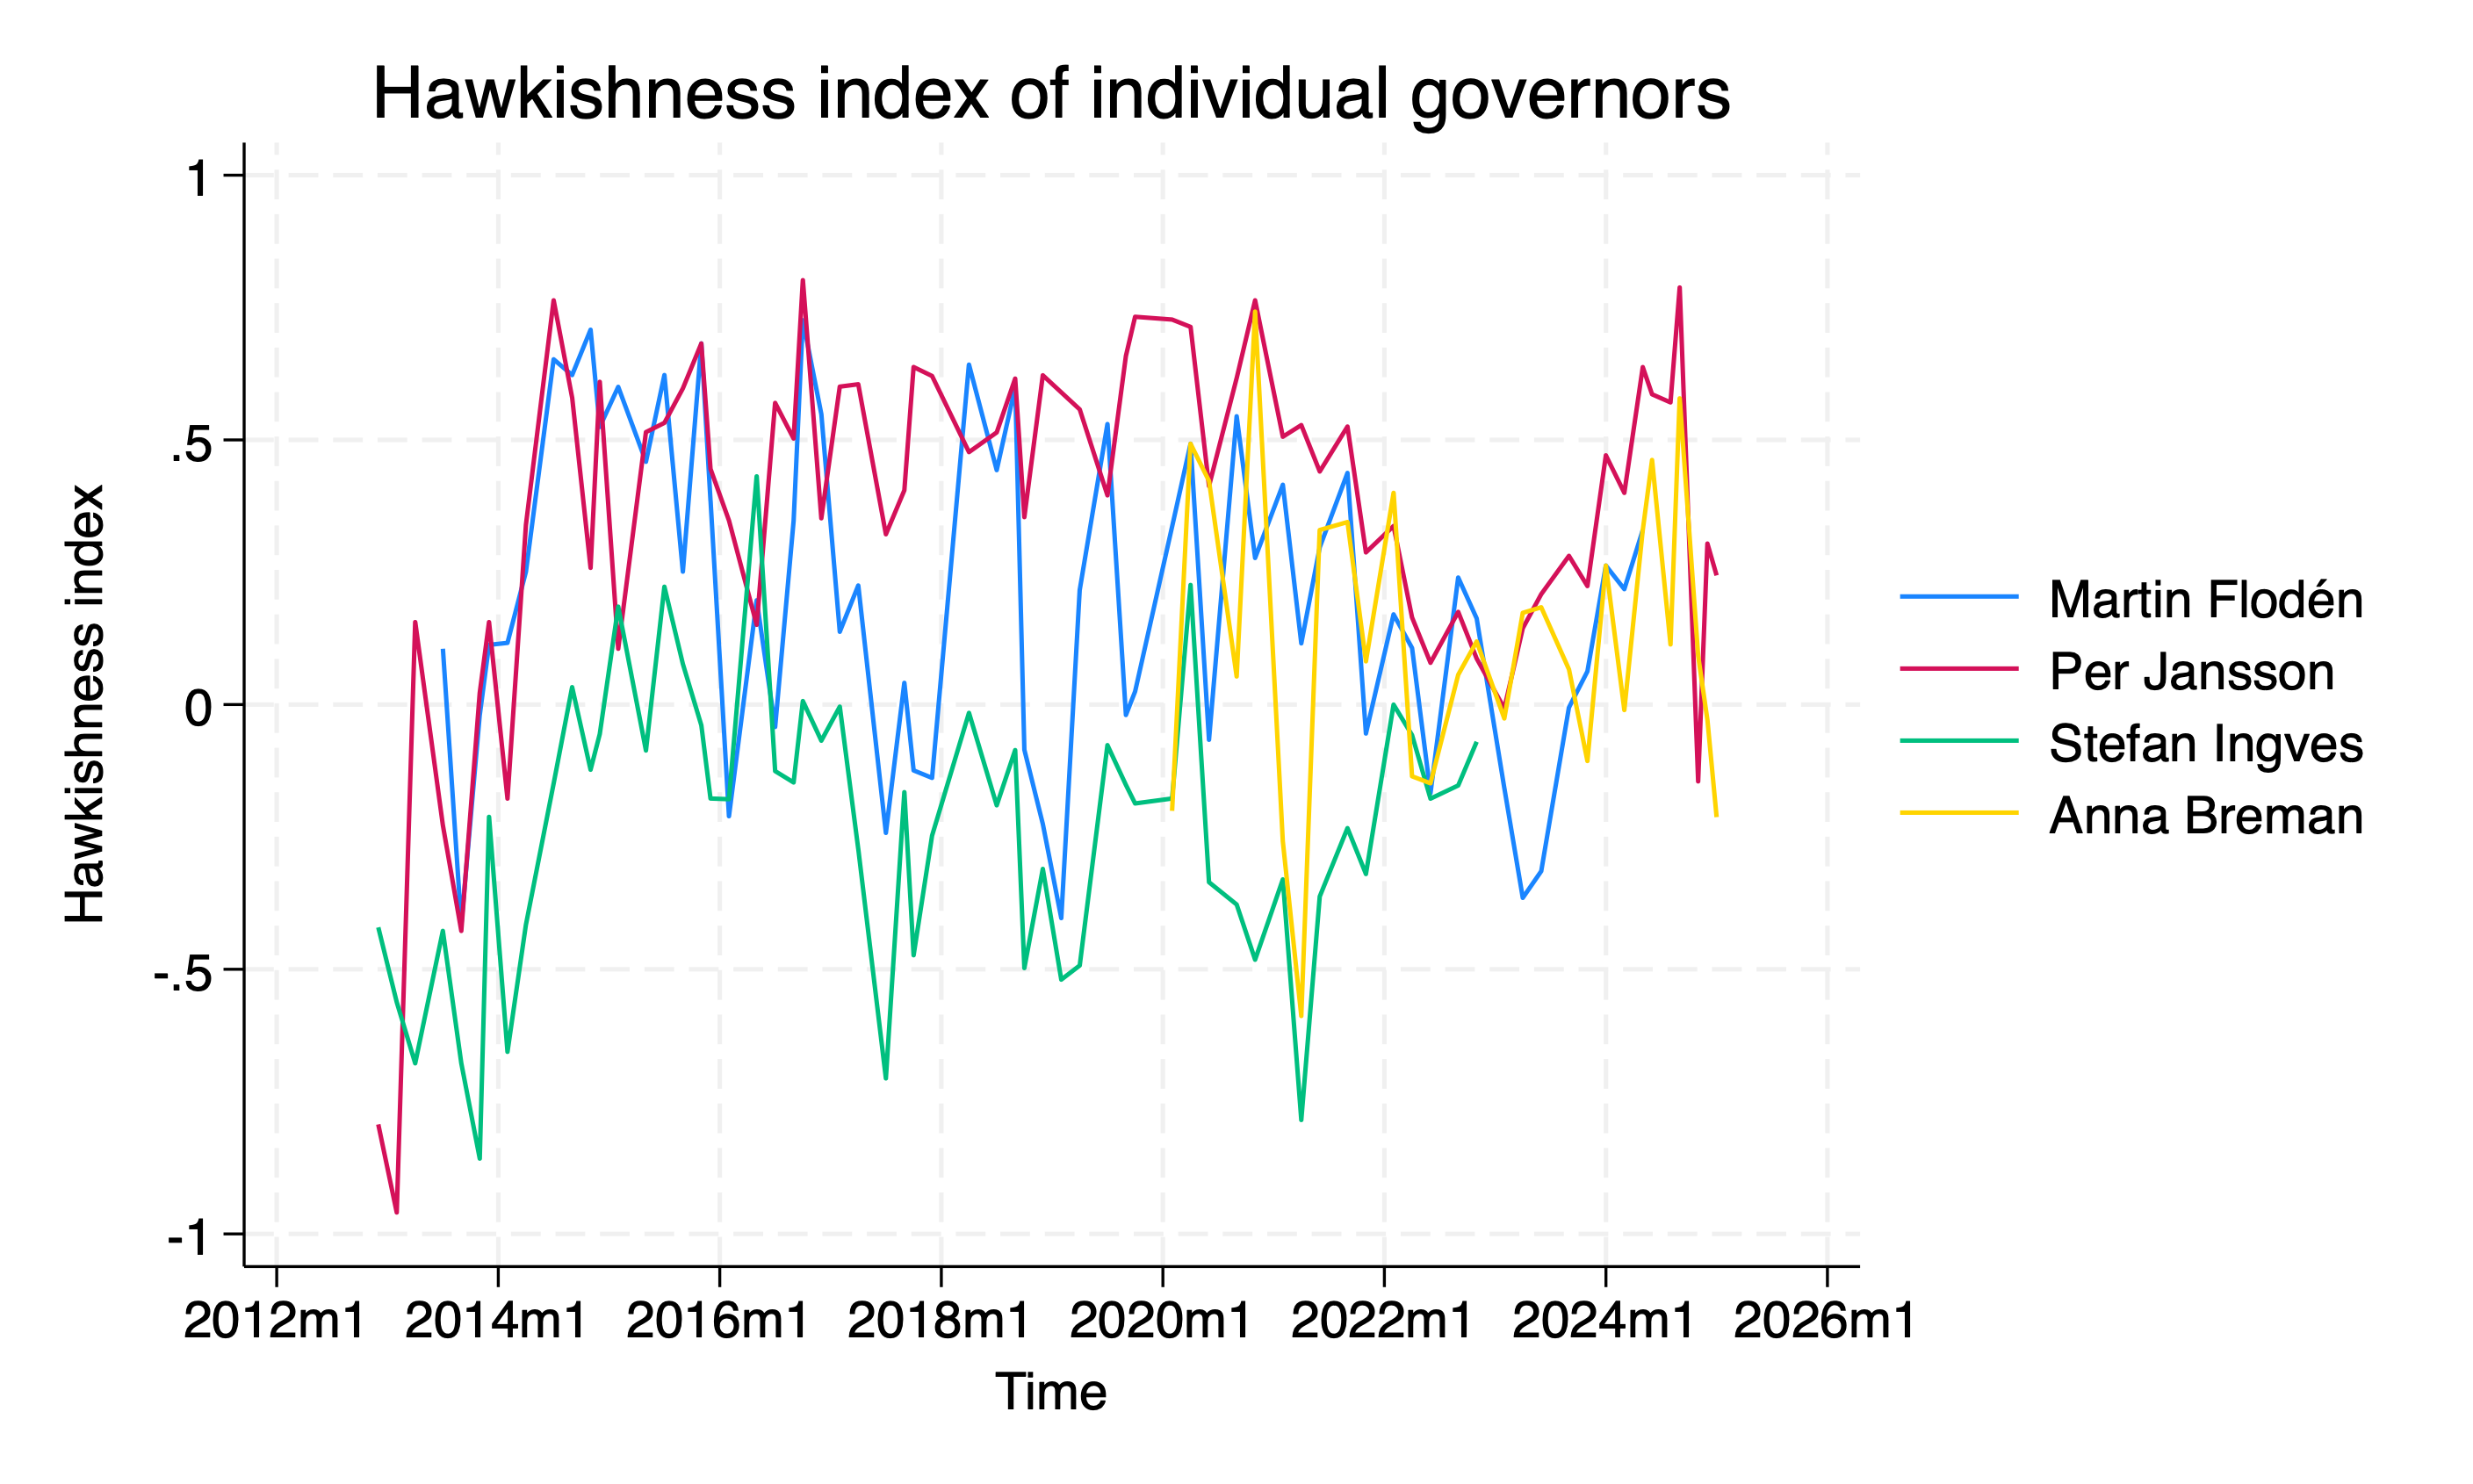 Hawkishness index of individual governors
Hawkishness index
1
.5
0
-.5
-1
2012m1 2014m1 2016m1 2018m1 2020m1 2022m1 2024m1 2026m1
Time
Martin Flodén
Per Jansson
Stefan Ingves
Anna Breman